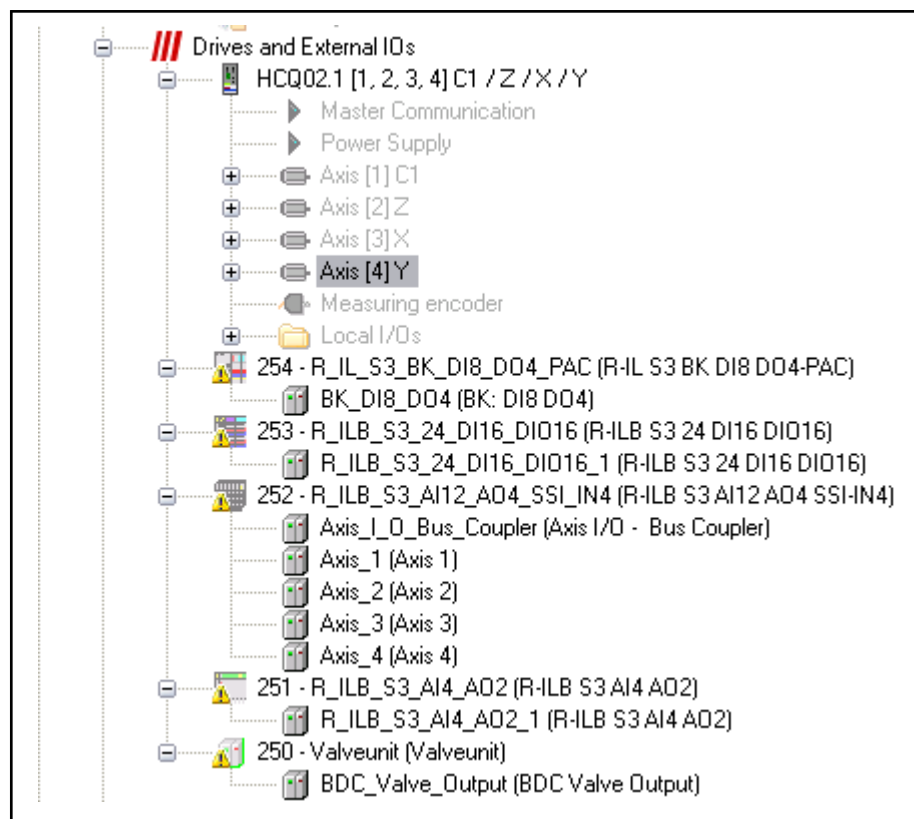 Drives and External IOs
HCQ02.1 [1, 2, 3, 4] C1 / Z / X / Y
Master Communication
Power Supply
Axis [1] C1
Axis [2] Z
Axis [3] X
Axis [4] Y
Measuring encoder
Local I/Os
254 - R_IL_S3_BK_DI8_DO4_PAC (R-IL S3 BK DI8 DO4-PAC)
BK_DI8_DO4 (BK: DI8 DO4)
253 - R_ILB_S3_24_DI16_DIO16 (R-ILB S3 24 DI16 DIO16)
R_ILB_S3_24_DI16_DIO16_1 (R-ILB S3 24 DI16 DIO16)
252 - R_ILB_S3_AI12_AO4_SSI_IN4 (R-ILB S3 AI12 AO4 SSI-IN4)
Axis_I_O_Bus_Coupler (Axis I/O - Bus Coupler)
Axis_1 (Axis 1)
Axis_2 (Axis 2)
Axis_3 (Axis 3)
Axis_4 (Axis 4)
251 - R_ILB_S3_AI4_AO2 (R-ILB S3 AI4 AO2)
R_ILB_S3_AI4_AO2_1 (R-ILB S3 AI4 AO2)
250 - Valveunit (Valveunit)
BDC_Valve_Output (BDC Valve Output)